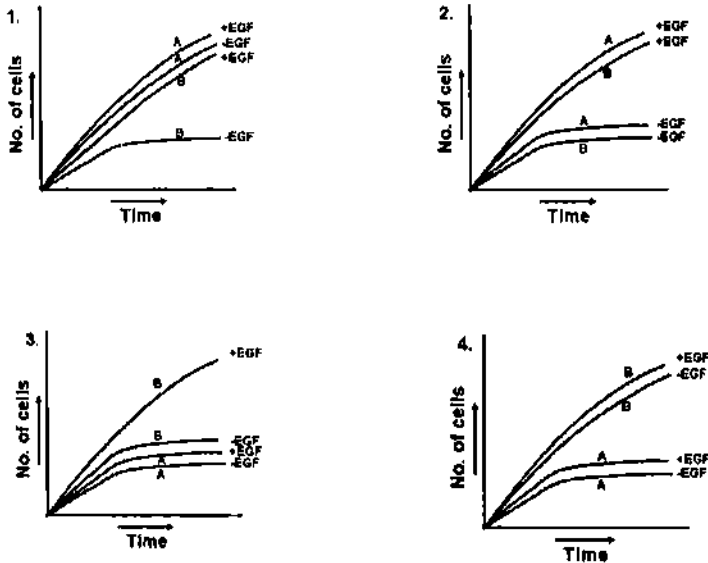 1.
No. of cells
A
A
B
B
+EGF
-EGF
+EGF
-EGF
Time
2.
No. of cells
A
B
A
B
+EGF
+EGF
-EGF
-EGF
Time
3.
No. of cells
B
B
A
A
+EGF
-EGF
+EGF
-EGF
Time
4.
No. of cells
B
B
A
A
+EGF
-EGF
+EGF
-EGF
Time